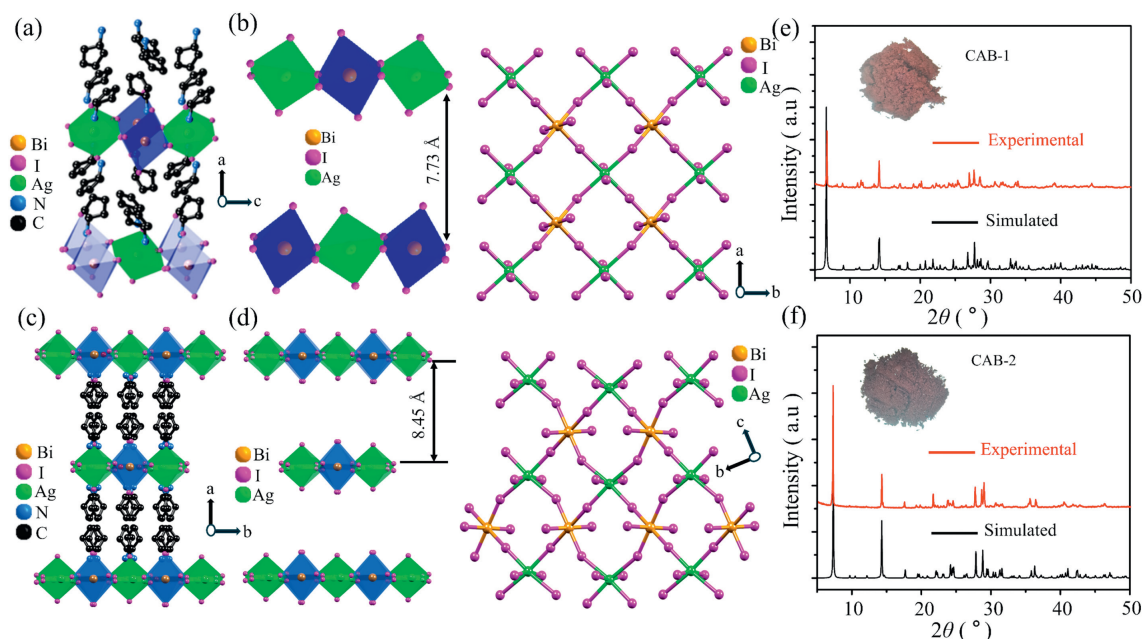 (a)
Bi
I
Ag
N
C
a
c
(b)
Bi
I
Ag
7.73 Å
Bi
I
Ag
a
b
(e)
CAB-1
Experimental
Simulated
Intensity ( a.u )
10 20 30 40 50
2θ ( ° )
(c)
Bi
I
Ag
N
C
a
b
(d)
Bi
I
Ag
8.45 Å
Bi
I
Ag
c
b
(f)
CAB-2
Experimental
Simulated
Intensity ( a.u )
10 20 30 40 50
2θ ( ° )